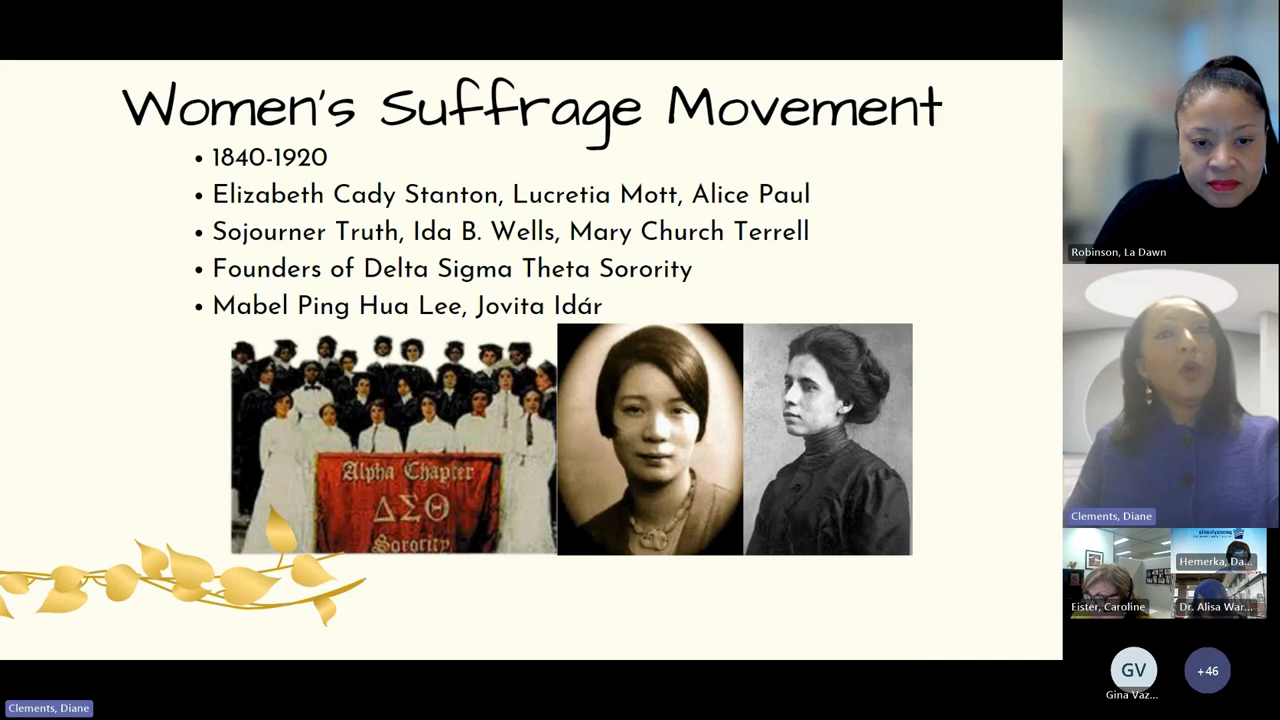 Women's Suffrage Movement
• 1840-1920
• Elizabeth Cady Stanton, Lucretia Mott, Alice Paul
• Sojourner Truth, Ida B. Wells, Mary Church Terrell
• Founders of Delta Sigma Theta Sorority
• Mabel Ping Hua Lee, Jovita Idár
Alpha Chapter
ΔΣΘ
Sorority
Clements, Diane
Robinson, La Dawn
Clements, Diane
Eister, Caroline
Hemerka, Da...
Dr. Alisa War...
GV
Gina Vaz...
+46